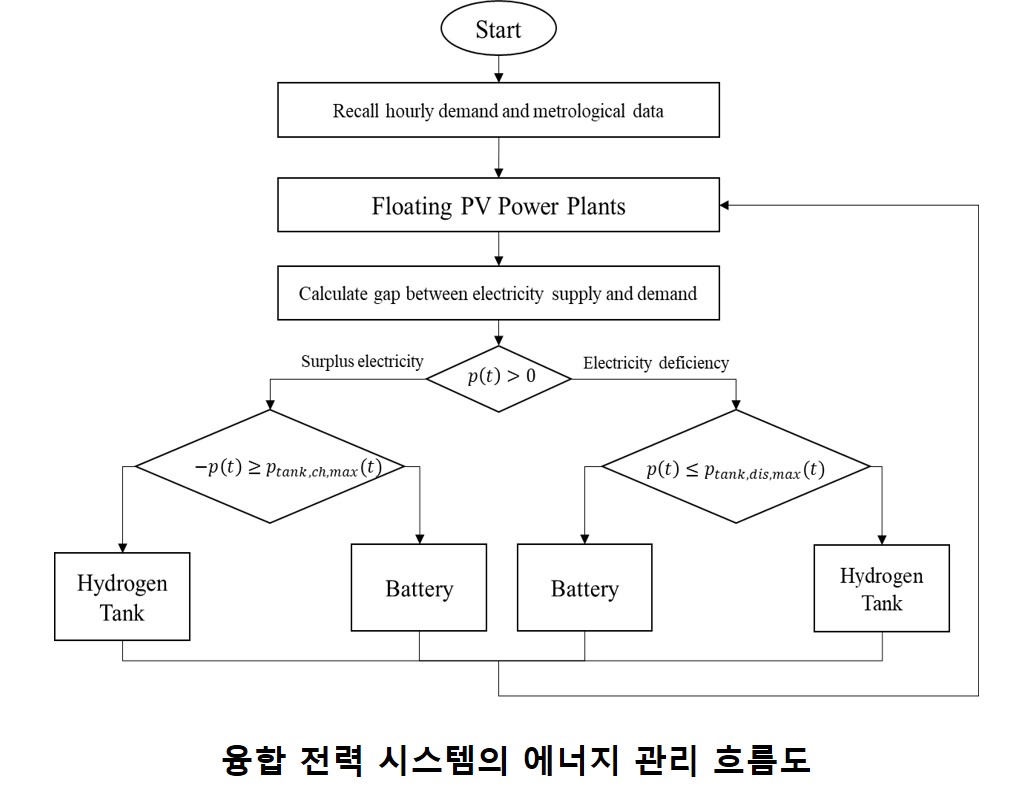 Start
Recall hourly demand and metrological data
Floating PV Power Plants
Calculate gap between electricity supply and demand
Surplus electricity
p(t) > 0
Electricity deficiency
−p(t) ≥ p_{tank,ch,max}(t)
p(t) ≤ p_{tank,dis,max}(t)
Hydrogen
Tank
Battery
Battery
Hydrogen
Tank
융합 전력 시스템의 에너지 관리 흐름도